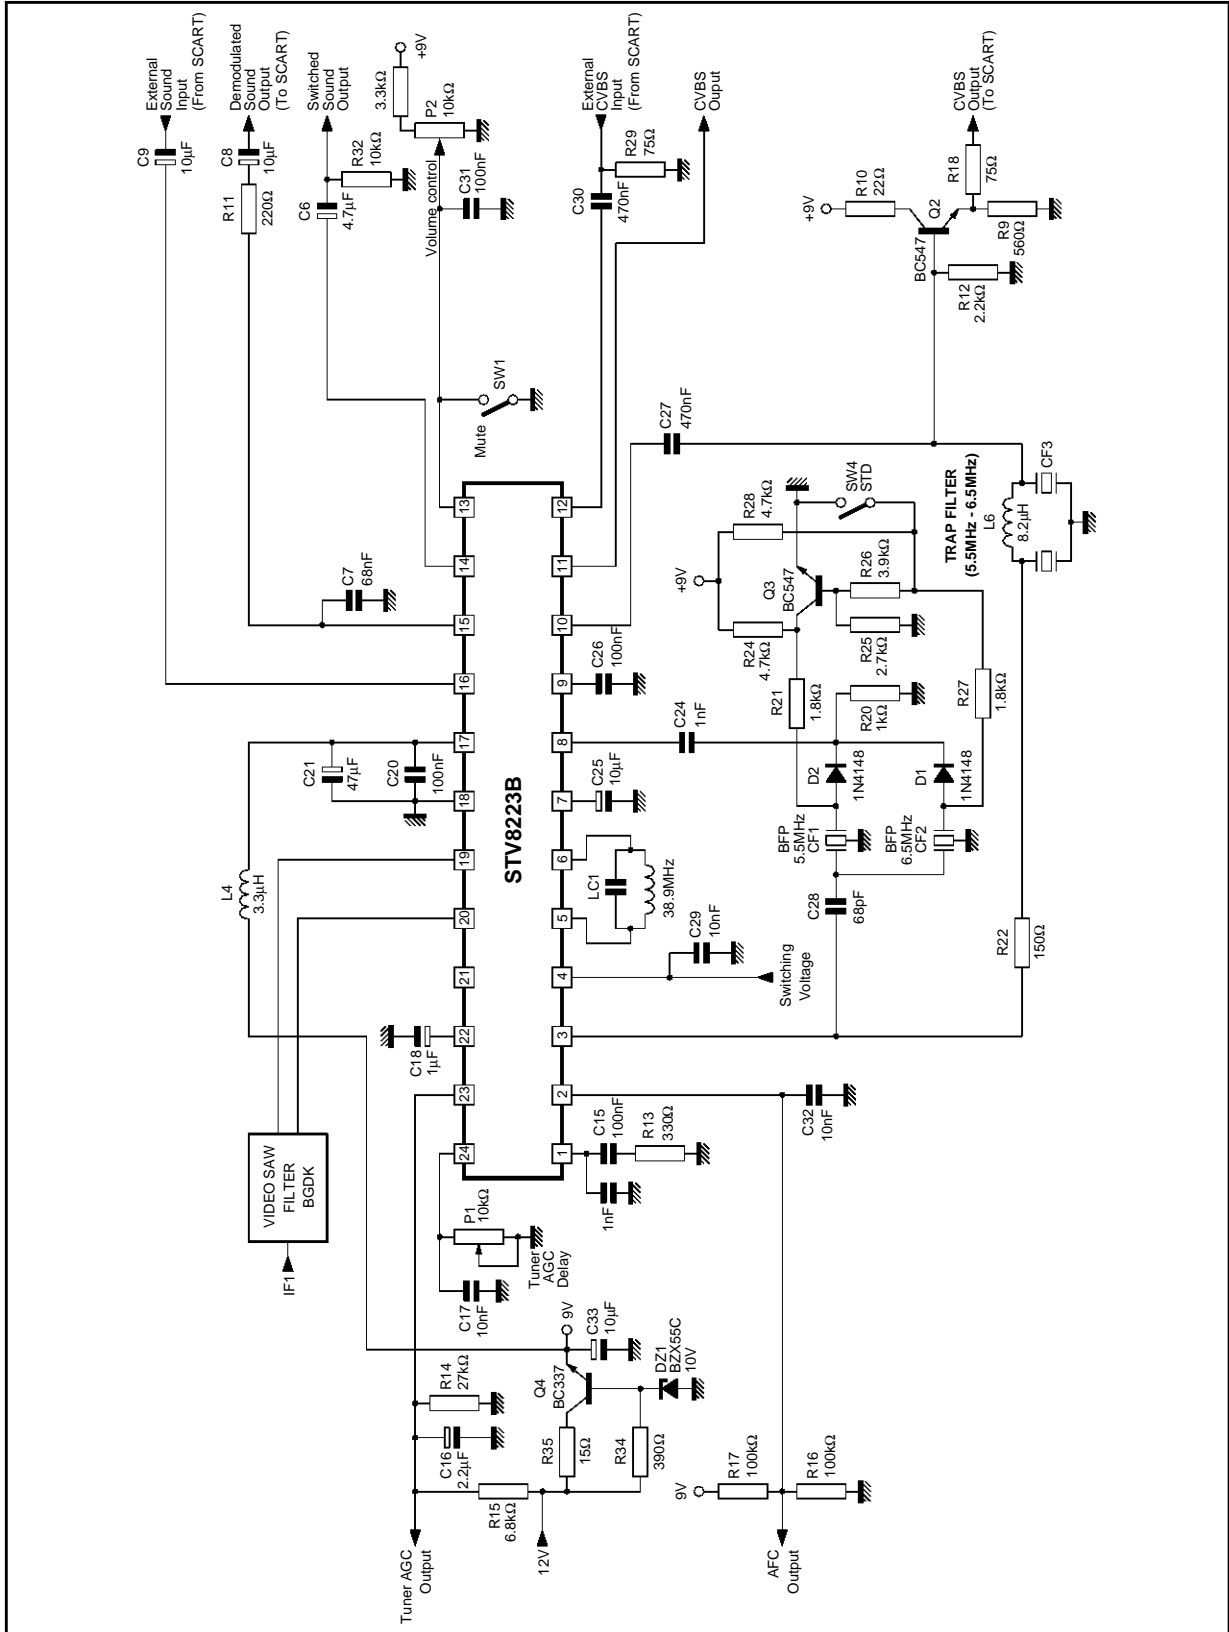 External
Sound
Input
(From SCART)
C9
10µF
Demodulated
Sound
Output
(To SCART)
C8
10µF
R11
220Ω
Switched
Sound
Output
C6
4.7µF
R32
10kΩ
+9V
3.3kΩ
P2
10kΩ
Volume control
C31
100nF
External
CVBS
Input
(From SCART)
C30
470nF
R29
75Ω
CVBS
Ouput
CVBS
Output
(To SCART)
R18
75Ω
+9V
R10
22Ω
Q2
BC547
R9
560Ω
R12
2.2kΩ
Mute
SW1
C27
470nF
C7
68nF
C26
100nF
13
14
15
16
17
18
19
20
21
22
23
24
12
11
10
9
8
7
6
5
4
3
2
1
STV8223B
L4
3.3µH
C21
47µF
C20
100nF
C18
1µF
VIDEO SAW
FILTER
BGDK
IF1
P1
10kΩ
Tuner
AGC
Delay
C17
10nF
1nF
C15
100nF
R13
330Ω
C32
10nF
C25
10µF
LC1
38.9MHz
C29
10nF
Switching
Voltage
C24
1nF
R28
4.7kΩ
SW4
STD
+9V
Q3
BC547
R26
3.9kΩ
R24
4.7kΩ
R25
2.7kΩ
R21
1.8kΩ
R20
1kΩ
R27
1.8kΩ
D2
1N4148
D1
1N4148
BFP
5.5MHz
CF1
BFP
6.5MHz
CF2
C28
68pF
R22
150Ω
TRAP FILTER
(5.5MHz - 6.5MHz)
L6
8.2µH
CF3
9V
C33
10µF
Q4
BC337
DZ1
BZX55C
10V
R14
27kΩ
C16
2.2µF
R35
15Ω
R34
390Ω
R15
6.8kΩ
12V
Tuner AGC
Output
9V
R17
100kΩ
R16
100kΩ
AFC
Output